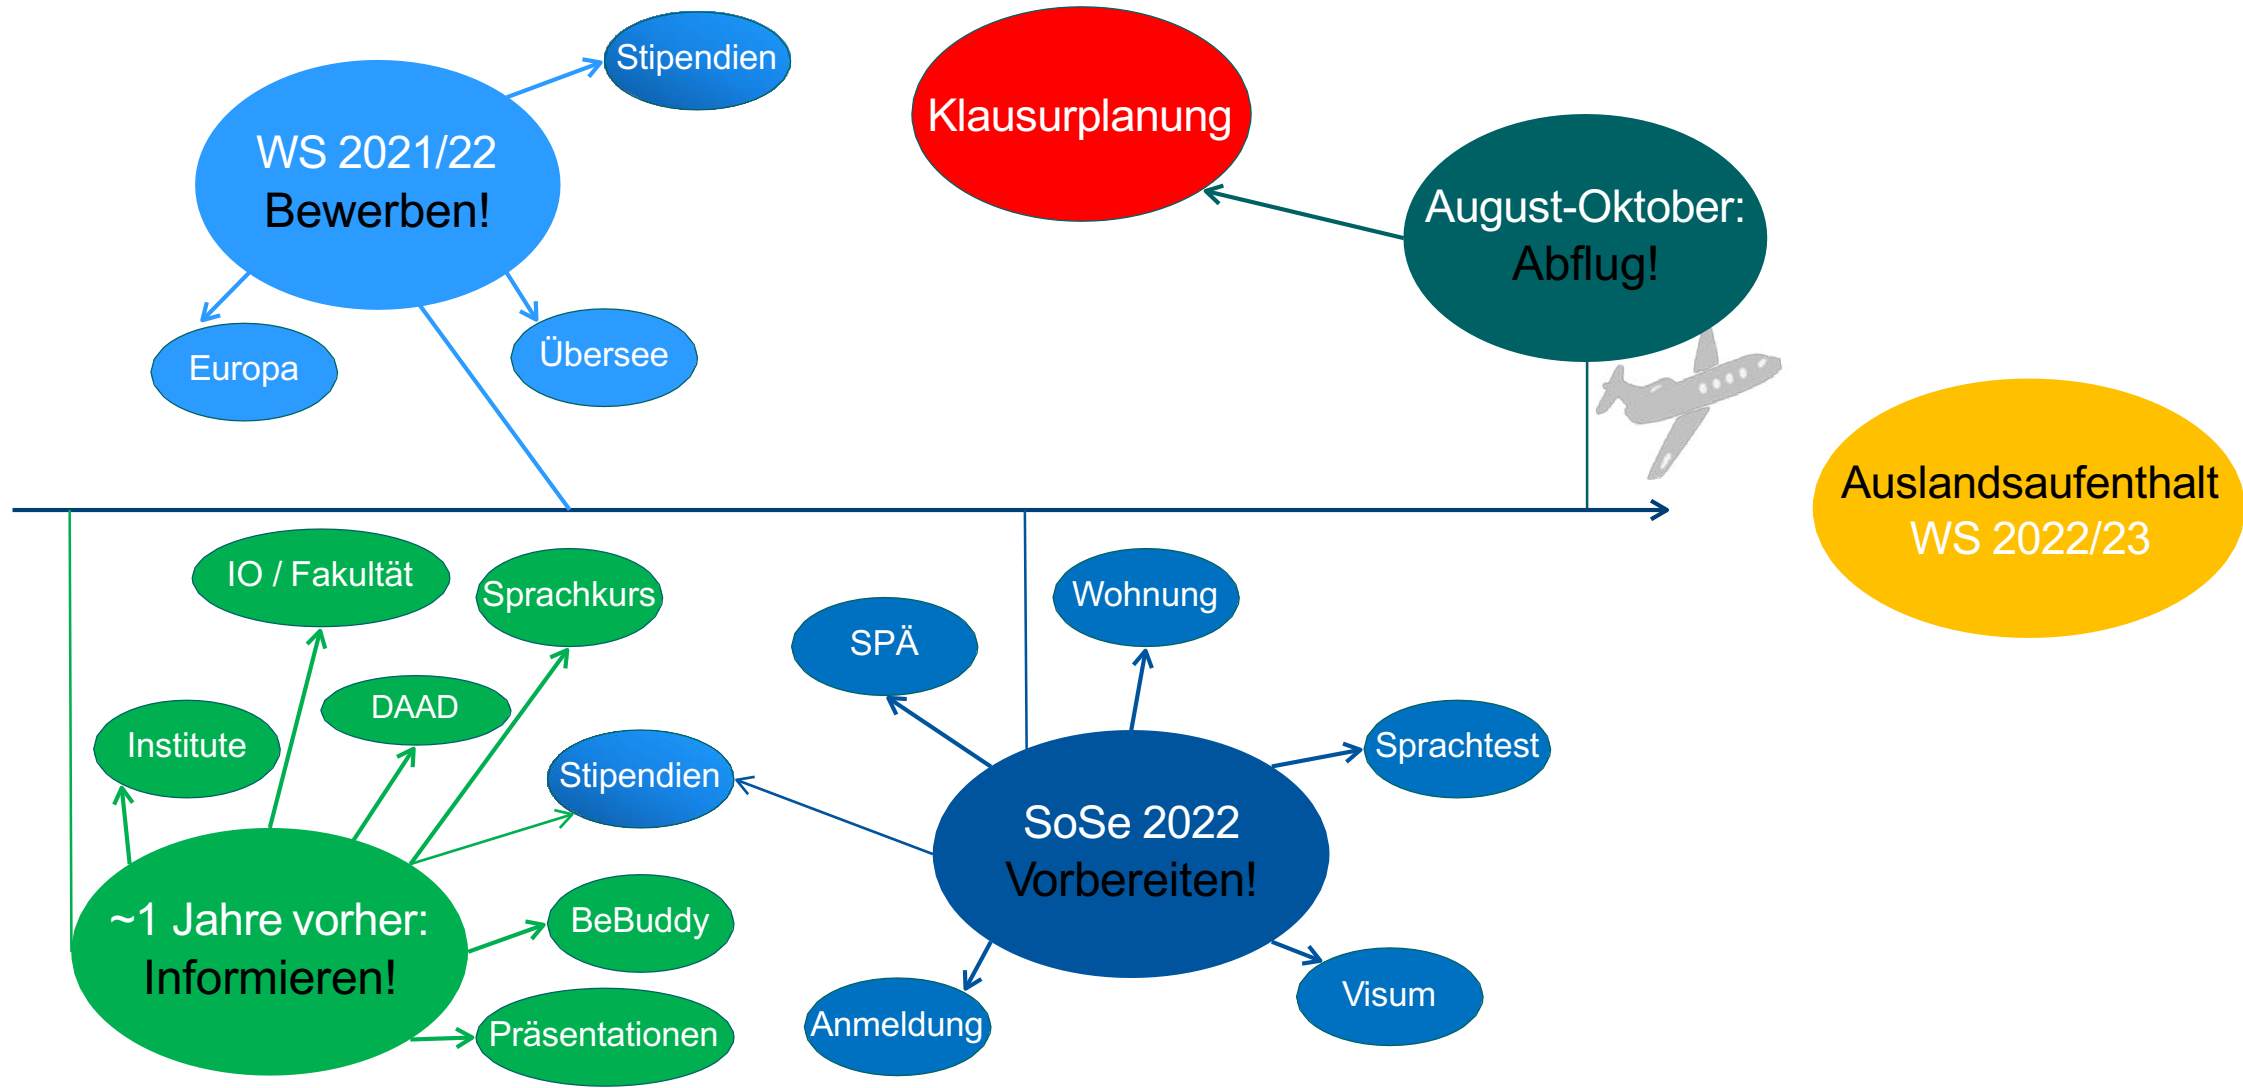 Stipendien
WS 2021/22
Bewerben!
Europa
Übersee
Klausurplanung
August-Oktober:
Abflug!
Auslandsaufenthalt
WS 2022/23
IO / Fakultät
Sprachkurs
DAAD
Institute
Stipendien
~1 Jahre vorher:
Informieren!
BeBuddy
Präsentationen
SPÄ
Wohnung
Sprachtest
SoSe 2022
Vorbereiten!
Anmeldung
Visum